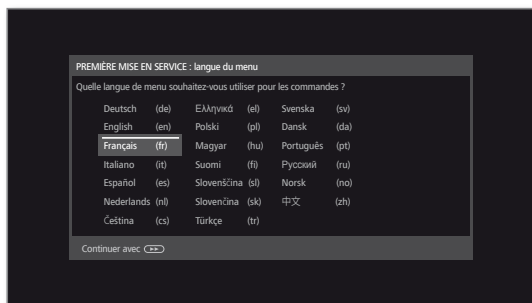 PREMIÈRE MISE EN SERVICE : langue du menu
Quelle langue de menu souhaitez-vous utiliser pour les commandes ?
Deutsch (de) Ελληνικά (el) Svenska (sv)
English (en) Polski (pl) Dansk (da)
Français (fr) Magyar (hu) Português (pt)
Italiano (it) Suomi (fi) Русский (ru)
Español (es) Slovenščina (sl) Norsk (no)
Nederlands (nl) Slovenčina (sk) 中文 (zh)
Čeština (cs) Türkçe (tr)
Continuer avec